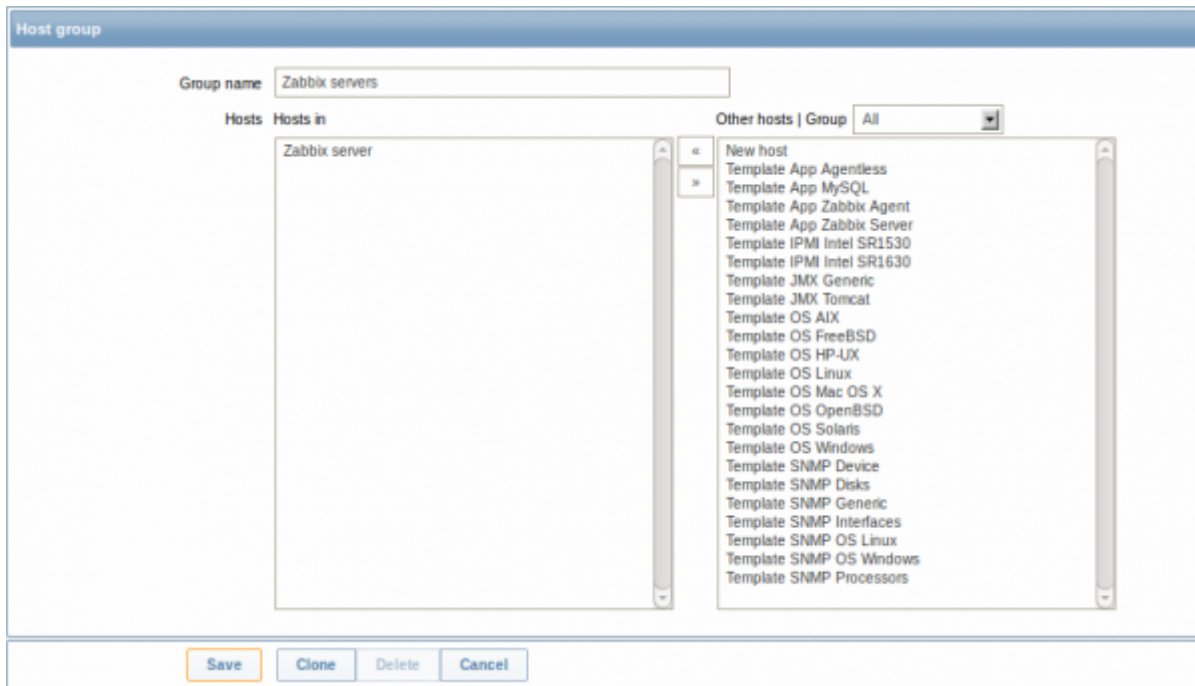 Host group
Group name Zabbix servers
Hosts Hosts in Other hosts | Group All
Zabbix server
«
»
New host
Template App Agentless
Template App MySQL
Template App Zabbix Agent
Template App Zabbix Server
Template IPMI Intel SR1530
Template IPMI Intel SR1630
Template JMX Generic
Template JMX Tomcat
Template OS AIX
Template OS FreeBSD
Template OS HP-UX
Template OS Linux
Template OS Mac OS X
Template OS OpenBSD
Template OS Solaris
Template OS Windows
Template SNMP Device
Template SNMP Disks
Template SNMP Generic
Template SNMP Interfaces
Template SNMP OS Linux
Template SNMP OS Windows
Template SNMP Processors
Save Clone Delete Cancel